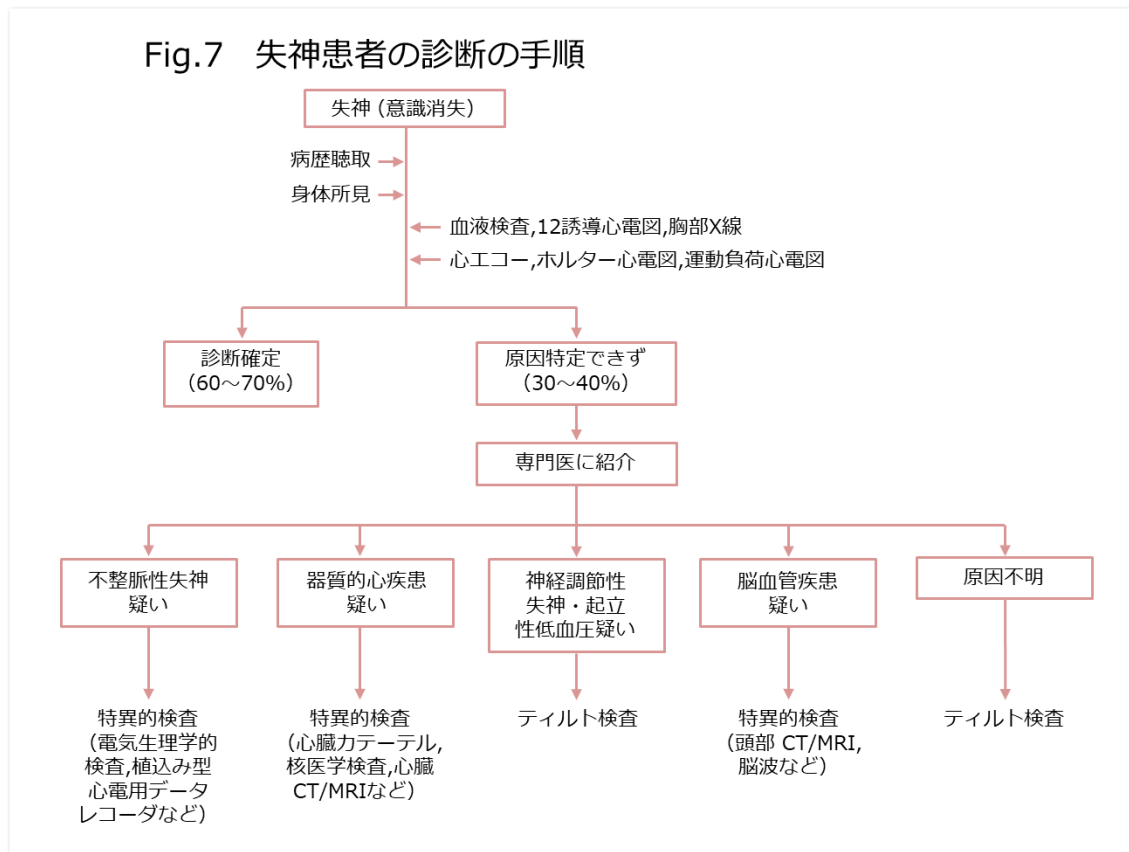 Fig.7 失神患者の診断の手順
失神 (意識消失)
病歴聴取
身体所見
血液検査,12誘導心電図,胸部X線
心エコー,ホルター心電図,運動負荷心電図
診断確定
（60～70%）
原因特定できず
（30～40%）
専門医に紹介
不整脈性失神
疑い
器質的心疾患
疑い
神経調節性
失神・起立
性低血圧疑い
脳血管疾患
疑い
原因不明
特異的検査
（電気生理学的
検査,植込み型
心電用データ
レコーダなど）
特異的検査
（心臓カテーテル,
核医学検査,心臓
CT/MRIなど）
ティルト検査
特異的検査
（頭部 CT/MRI,
脳波など）
ティルト検査